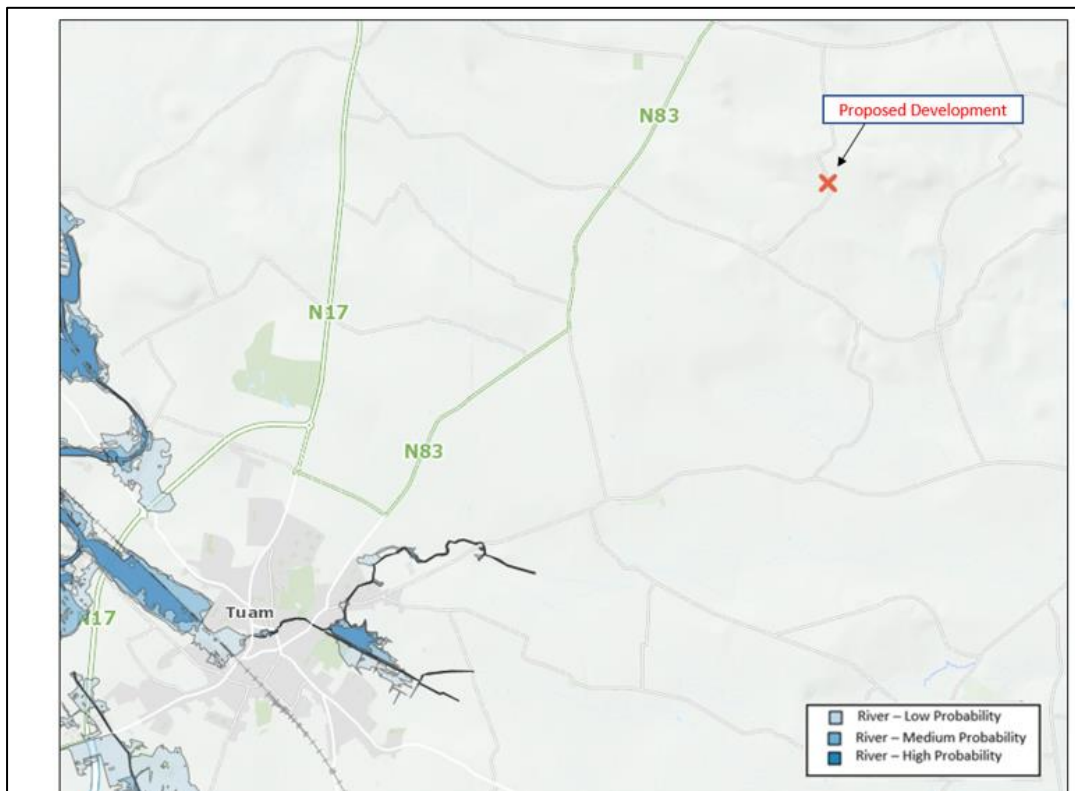 N83
Proposed Development
N17
N83
Tuam
N17
River – Low Probability
River – Medium Probability
River – High Probability